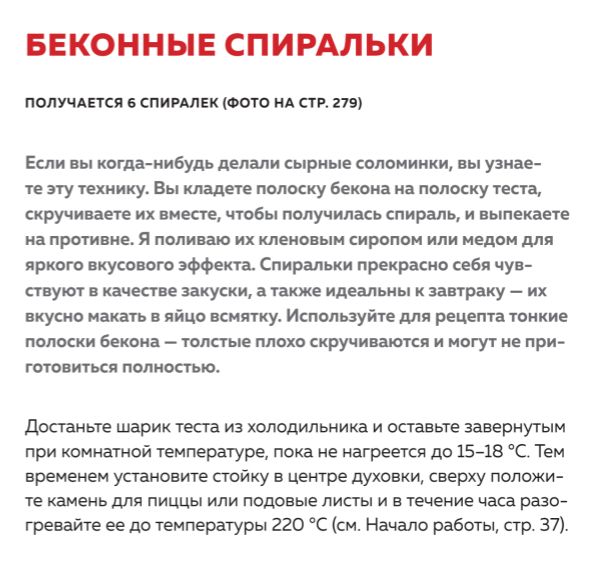 БЕКОННЫЕ СПИРАЛЬКИ
ПОЛУЧАЕТСЯ 6 СПИРАЛЕК (ФОТО НА СТР. 279)
Если вы когда-нибудь делали сырные соломинки, вы узнае-
те эту технику. Вы кладете полоску бекона на полоску теста,
скручиваете их вместе, чтобы получилась спираль, и выпекаете
на противне. Я поливаю их кленовым сиропом или медом для
яркого вкусового эффекта. Спиральки прекрасно себя чув-
ствуют в качестве закуски, а также идеальны к завтраку — их
вкусно макать в яйцо всмятку. Используйте для рецепта тонкие
полоски бекона — толстые плохо скручиваются и могут не при-
готовиться полностью.
Достаньте шарик теста из холодильника и оставьте завернутым
при комнатной температуре, пока не нагреется до 15–18 °C. Тем
временем установите стойку в центре духовки, сверху положи-
те камень для пиццы или подовые листы и в течение часа разо-
гревайте ее до температуры 220 °C (см. Начало работы, стр. 37).